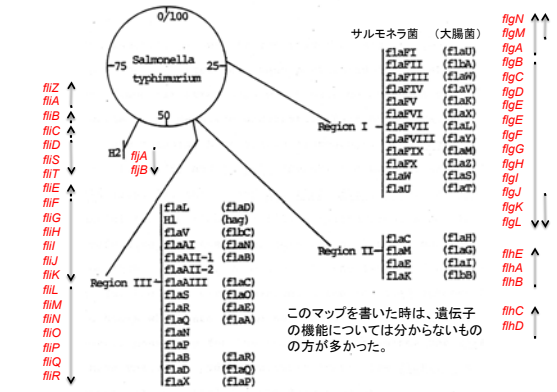 fliZ
fliA
fliB
fliC
fliD
fliS
fliT
fliE
fliF
fliG
fliH
fliI
fliJ
fliK
fliL
fliM
fliN
fliO
fliP
fliQ
fliR
0/100
75
Salmonella
typhimurium
25
50
H2
fljA
fljB
サルモネラ菌 (大腸菌)
Region I
flaFI (flaU)
flaFII (flbA)
flaFIII (flaW)
flaFIV (flaV)
flaFV (flaK)
flaFVI (flaX)
flaFVII (flaL)
flaFVIII (flaY)
flaFIX (flaM)
flaFX (flaZ)
flaW (flaS)
flaU (flaT)
Region II
flaC (flaH)
flaM (flaG)
flaE (flaI)
flaK (flbB)
Region III
flaL (flaD)
H1 (hag)
flaV (flbC)
flaAI (flaN)
flaAII-1 (flaB)
flaAII-2
flaAIII (flaC)
flaS (flaO)
flaR (flaE)
flaQ (flaA)
flaN
flaP
flaB (flaR)
flaD (flaQ)
flaX (flaP)
このマップを書いた時は、遺伝子
の機能については分からないもの
の方が多かった。
flgN
flgM
flgA
flgB
flgC
flgD
flgE
flgE
flgF
flgG
flgH
flgI
flgJ
flgK
flgL
flhE
flhA
flhB
flhC
flhD